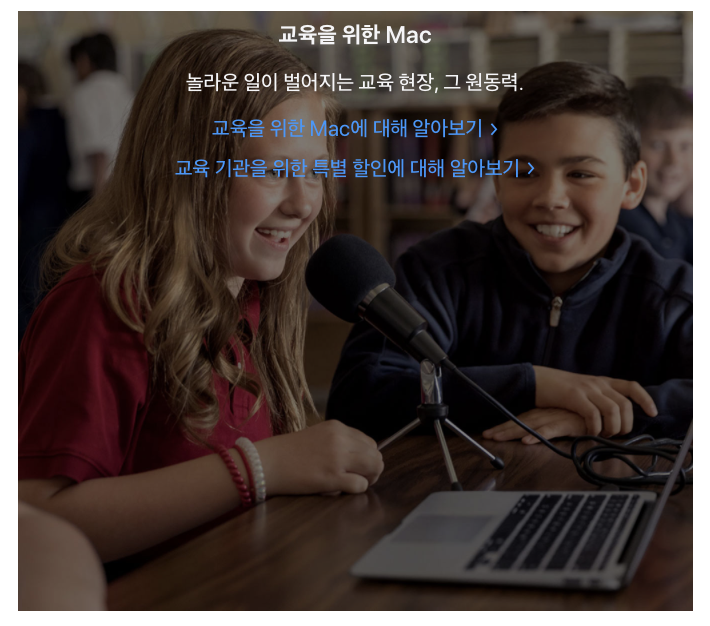 교육을 위한 Mac
놀라운 일이 벌어지는 교육 현장, 그 원동력.
교육을 위한 Mac에 대해 알아보기 >
교육 기관을 위한 특별 할인에 대해 알아보기 >